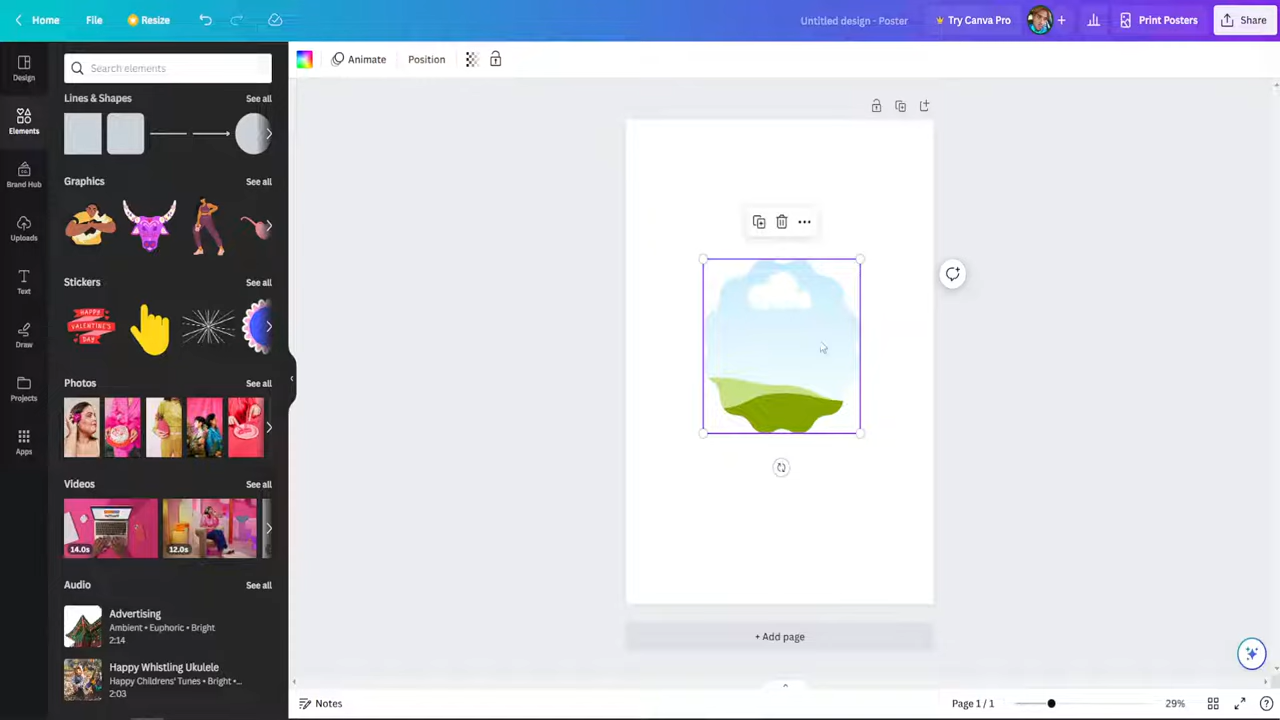 Home
File
Resize
Untitled design - Poster
Try Canva Pro
Print Posters
Share
Design
Elements
Brand Hub
Uploads
Text
Draw
Projects
Apps
Search elements
Lines & Shapes
See all
Graphics
See all
Stickers
See all
HAPPY
VALENTINE'S
DAY
Photos
See all
Videos
See all
14.0s
12.0s
Audio
See all
Advertising
Ambient • Euphoric • Bright
2:14
Happy Whistling Ukulele
Happy Childrens' Tunes • Bright •...
2:03
Animate
Position
+ Add page
Notes
Page 1 / 1
29%